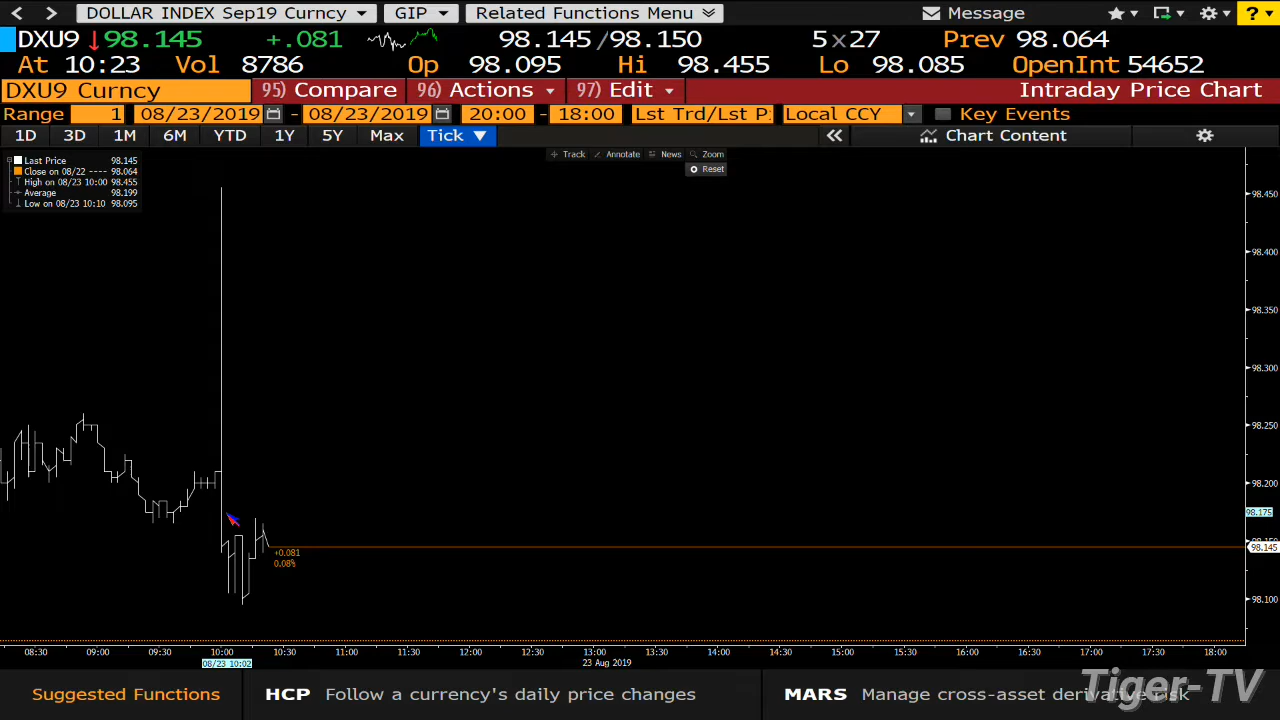 DOLLAR INDEX Sep19 Curncy GIP Related Functions Menu Message ?
DXU9 ↓98.145 +.081 98.145/98.150 5×27 Prev 98.064
At 10:23 Vol 8786 Op 98.095 Hi 98.455 Lo 98.085 OpenInt 54652
DXU9 Curncy 95) Compare 96) Actions 97) Edit Intraday Price Chart
Range 1 08/23/2019 - 08/23/2019 20:00 - 18:00 Lst Trd/Lst P Local CCY Key Events
1D 3D 1M 6M YTD 1Y 5Y Max Tick ▼ « Chart Content
Track Annotate News Zoom
Reset
Last Price 98.145
Close on 08/22 ---- 98.064
High on 08/23 10:00 98.455
Average 98.199
Low on 08/23 10:10 98.095
98.450
98.400
98.350
98.300
98.250
98.200
98.175
98.150
98.145
98.100
+0.081
0.08%
08:30 09:00 09:30 10:00 10:30 11:00 11:30 12:00 12:30 13:00 13:30 14:00 14:30 15:00 15:30 16:00 16:30 17:00 17:30 18:00
08/23 10:02 23 Aug 2019
Suggested Functions HCP Follow a currency's daily price changes MARS Manage cross-asset derivative risk
Tiger-TV